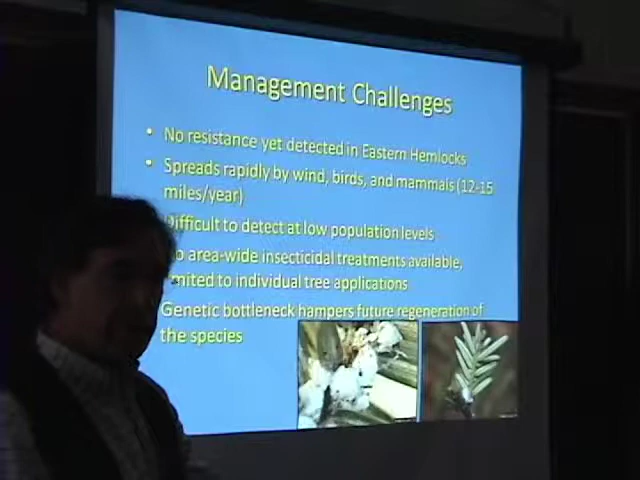 Management Challenges
• No resistance yet detected in Eastern Hemlocks
• Spreads rapidly by wind, birds, and mammals (12-15
miles/year)
Difficult to detect at low population levels
area-wide insecticidal treatments available,
to individual tree applications
Genetic bottleneck hampers future regeneration of
the species